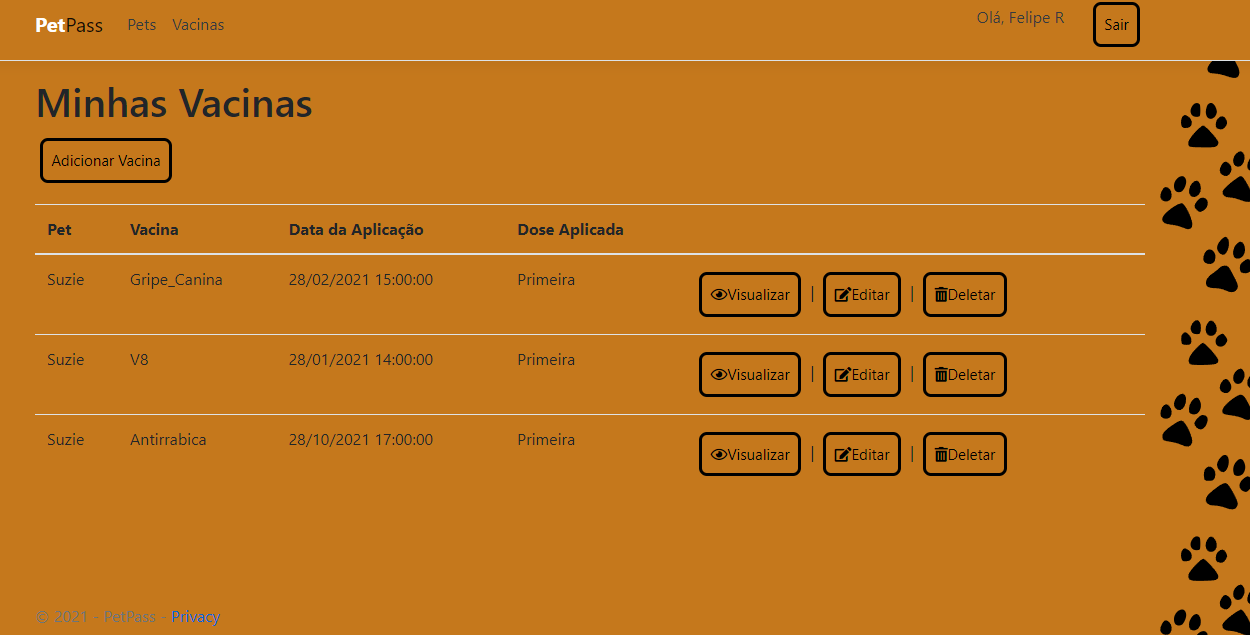 PetPass Pets Vacinas Olá, Felipe R Sair
Minhas Vacinas
Adicionar Vacina
Pet Vacina Data da Aplicação Dose Aplicada
Suzie Gripe_Canina 28/02/2021 15:00:00 Primeira Visualizar | Editar | Deletar
Suzie V8 28/01/2021 14:00:00 Primeira Visualizar | Editar | Deletar
Suzie Antirrabica 28/10/2021 17:00:00 Primeira Visualizar | Editar | Deletar
© 2021 - PetPass - Privacy